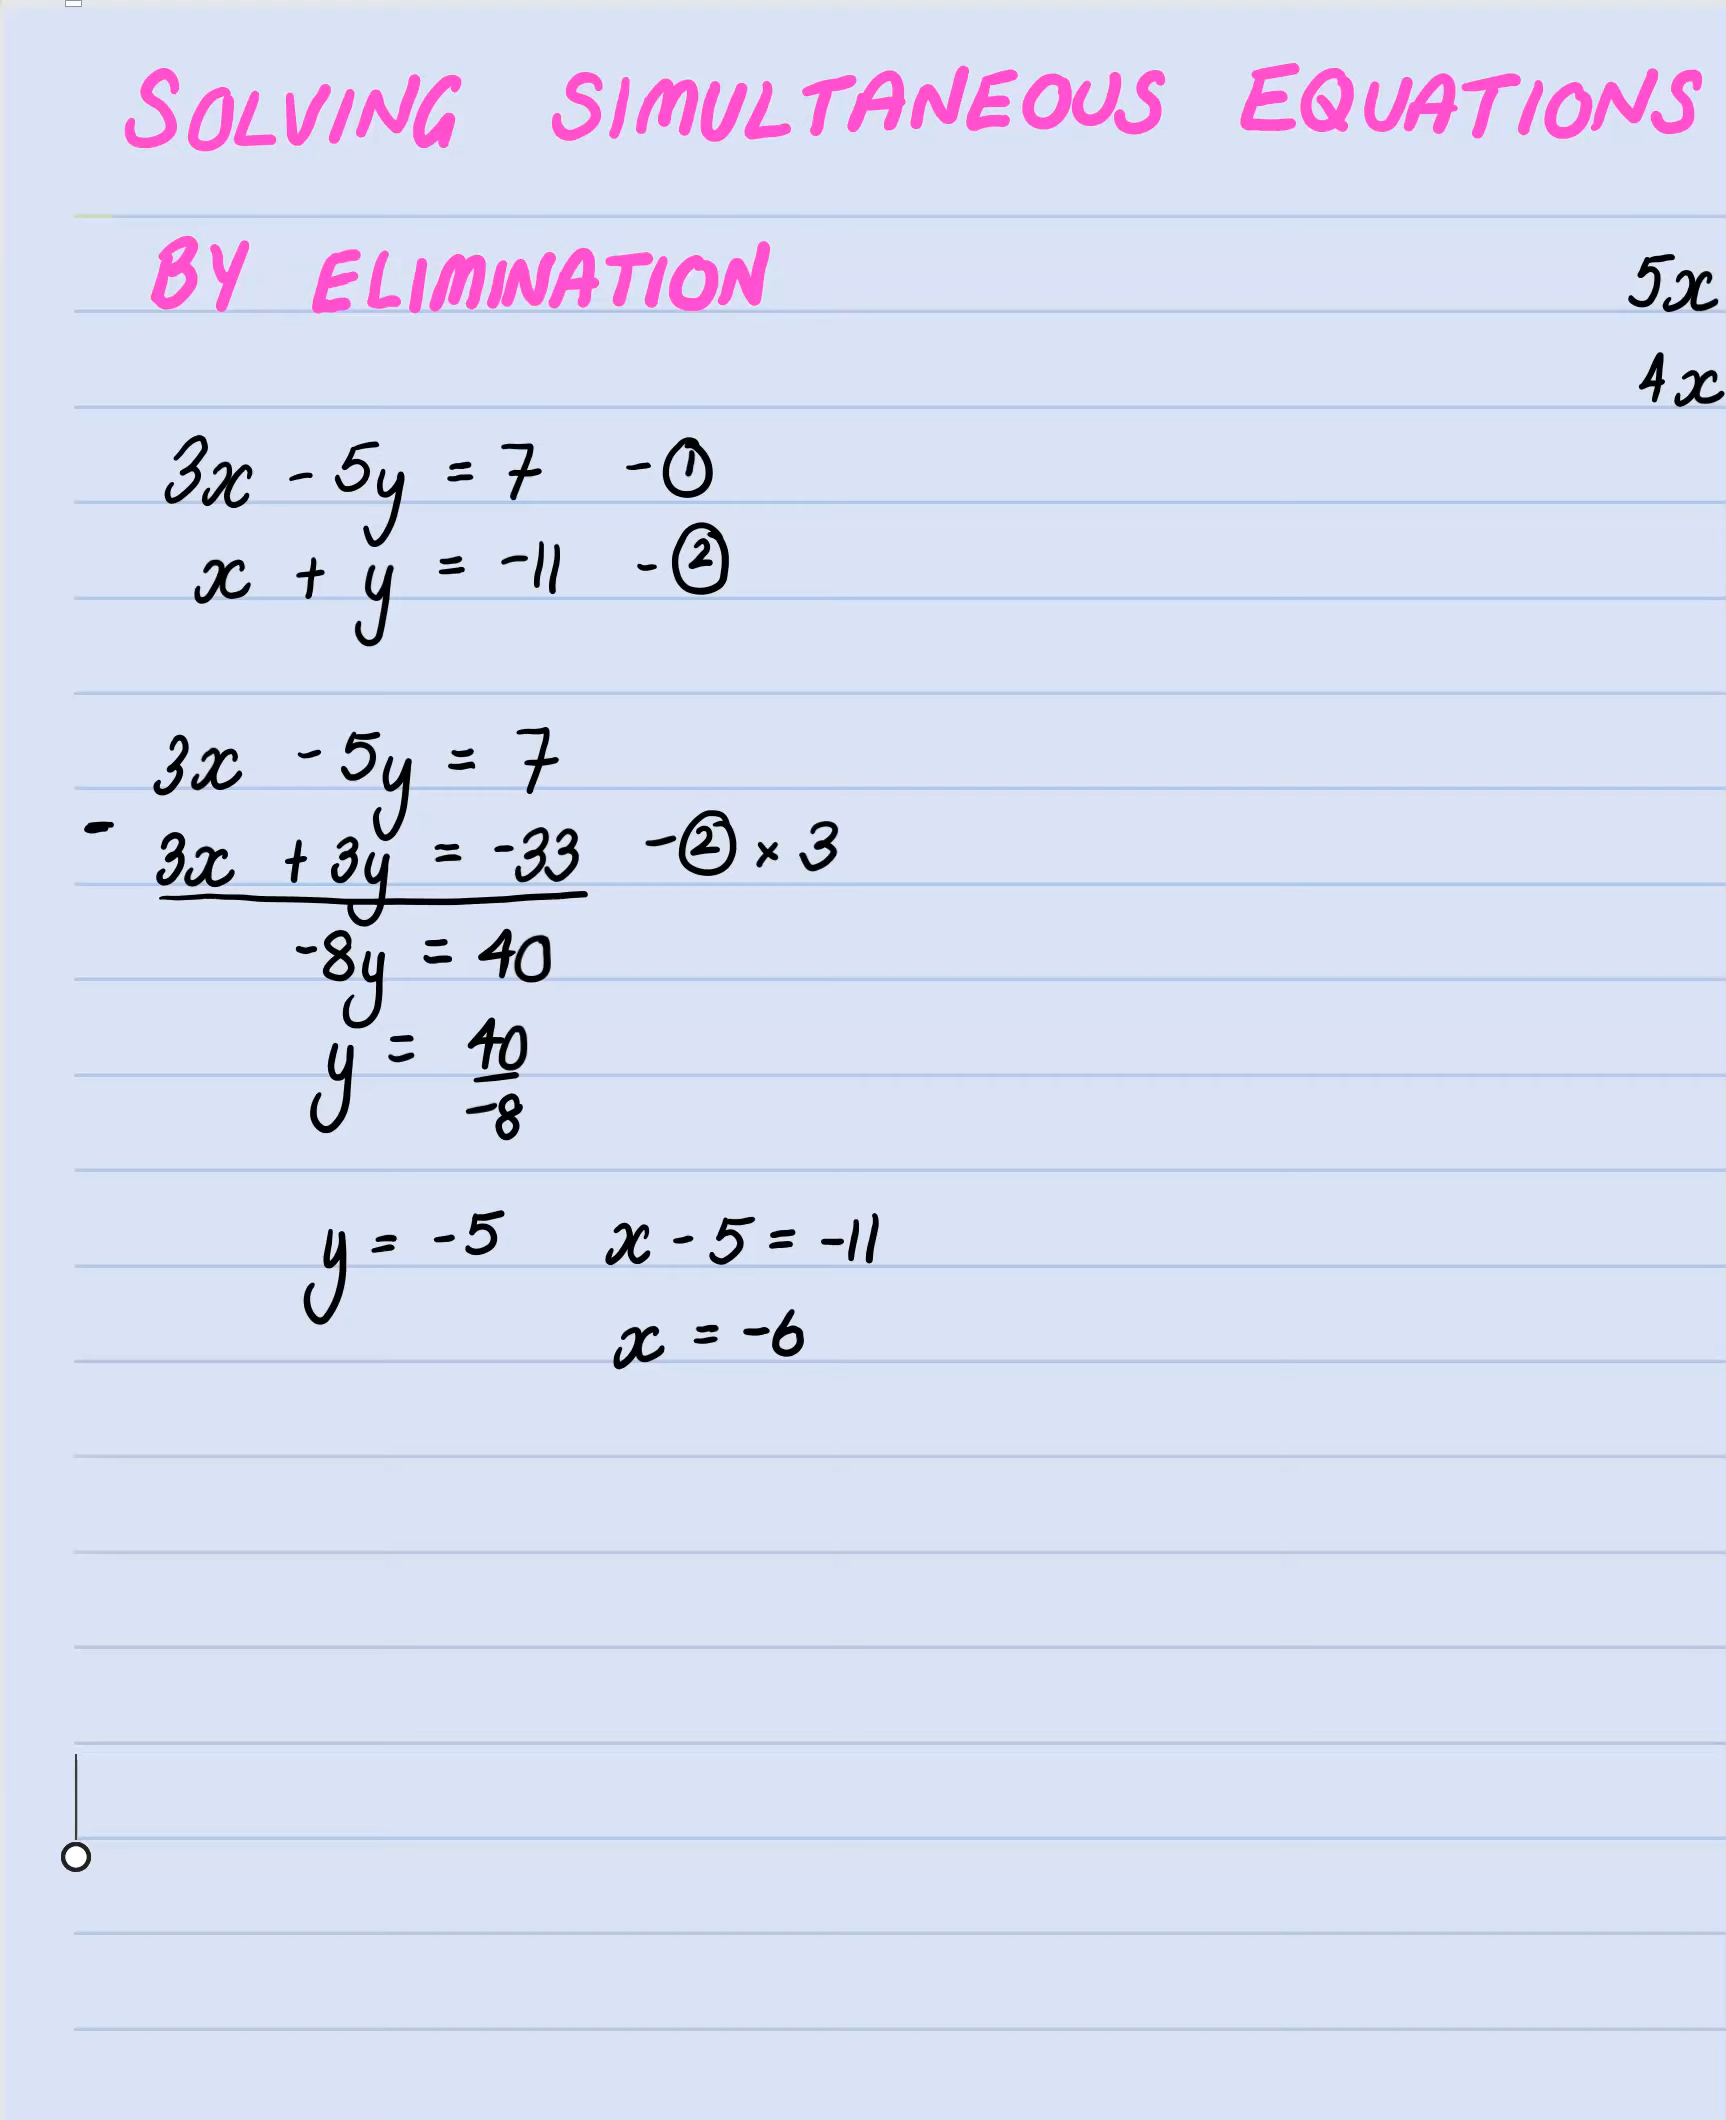 SOLVING SIMULTANEOUS EQUATIONS
BY ELIMINATION
5x
4x
3x - 5y = 7 - ①
x + y = -11 - ②
3x - 5y = 7
- 3x + 3y = -33 - ② × 3
-8y = 40
y = 40
-8
y = -5 x - 5 = -11
x = -6